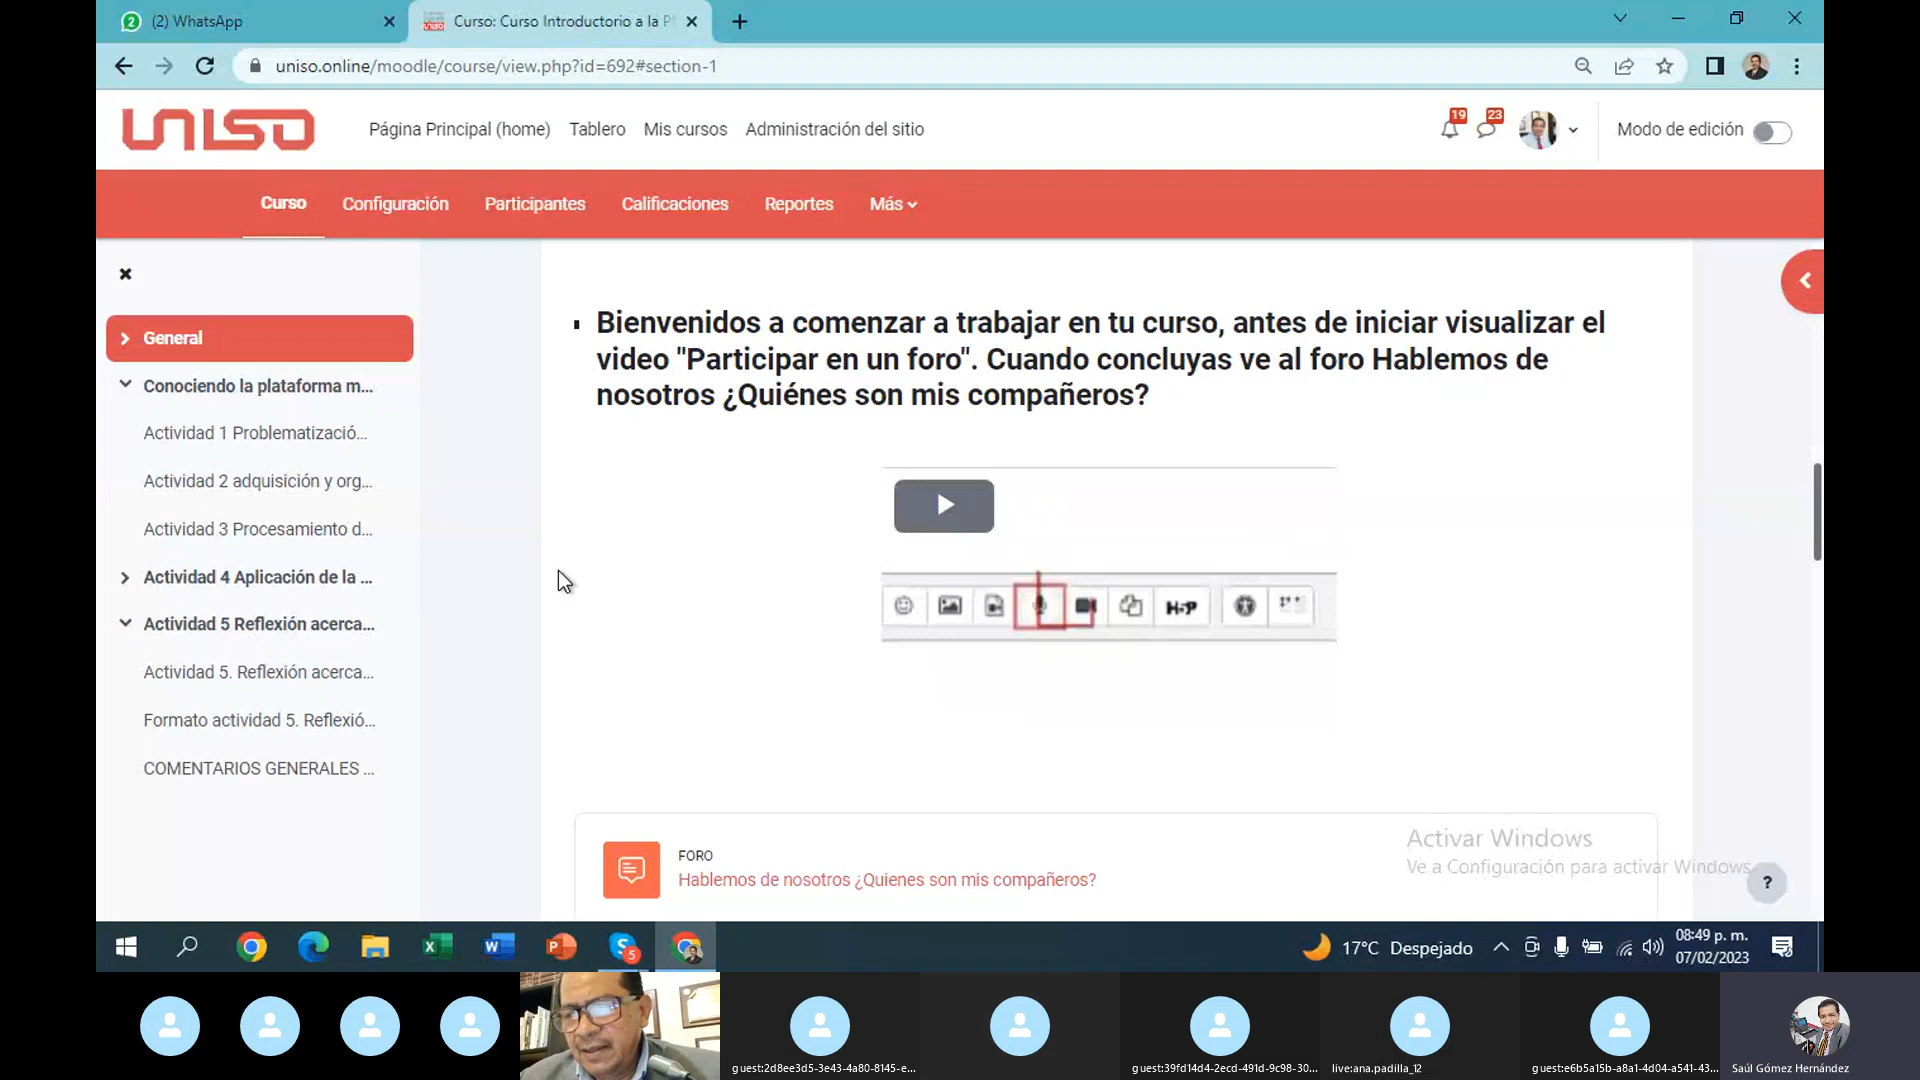 (2) WhatsApp
Curso: Curso Introductorio a la P
uniso.online/moodle/course/view.php?id=692#section-1
UNISO
Página Principal (home) Tablero Mis cursos Administración del sitio
19
23
Modo de edición
Curso Configuración Participantes Calificaciones Reportes Más
General
Conociendo la plataforma m...
Actividad 1 Problematizació...
Actividad 2 adquisición y org...
Actividad 3 Procesamiento d...
Actividad 4 Aplicación de la ...
Actividad 5 Reflexión acerca...
Actividad 5. Reflexión acerca...
Formato actividad 5. Reflexió...
COMENTARIOS GENERALES ...
Bienvenidos a comenzar a trabajar en tu curso, antes de iniciar visualizar el
video "Participar en un foro". Cuando concluyas ve al foro Hablemos de
nosotros ¿Quiénes son mis compañeros?
H-P
FORO
Hablemos de nosotros ¿Quienes son mis compañeros?
Activar Windows
Ve a Configuración para activar Windows.
?
5
17°C Despejado
08:49 p. m.
07/02/2023
guest:2d8ee3d5-3e43-4a80-8145-e...
guest:39fd14d4-2ecd-491d-9c98-30...
live:ana.padilla_12
guest:e6b5a15b-a8a1-4d04-a541-43...
Saúl Gómez Hernández